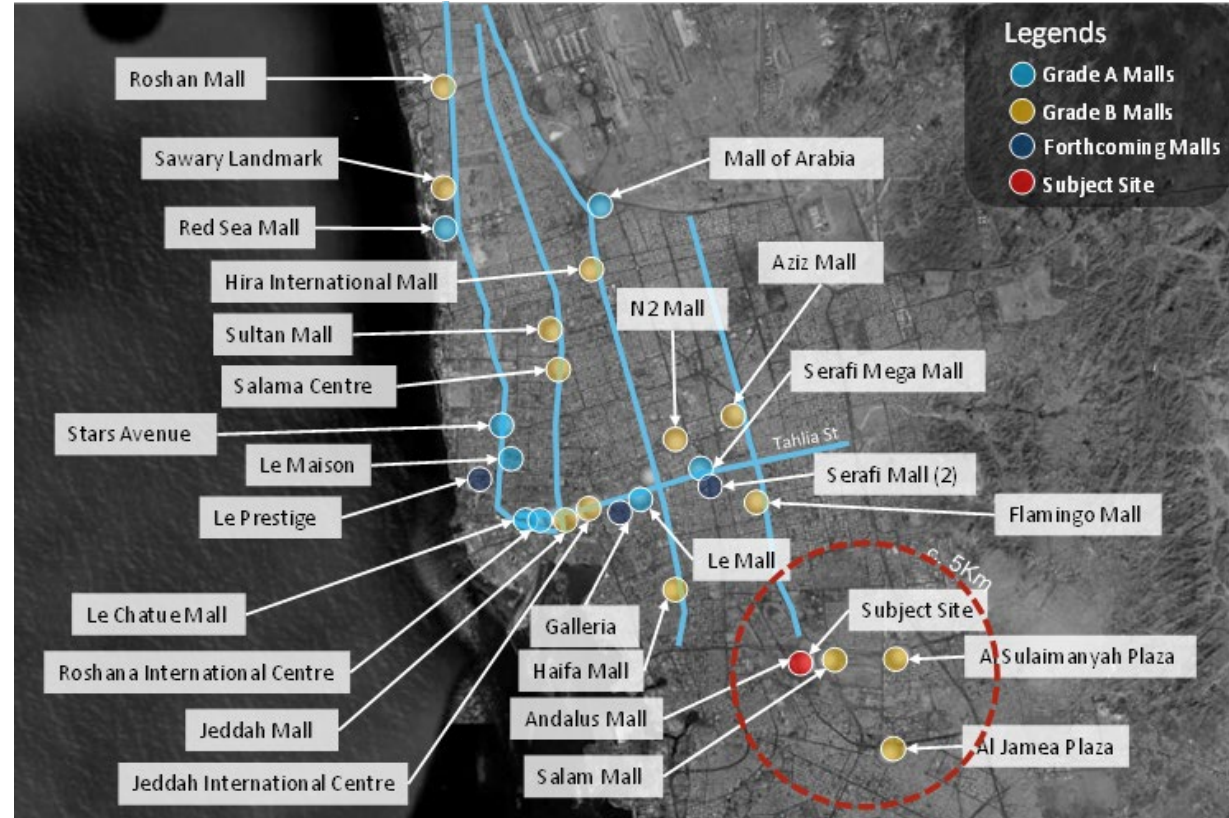 Legends
Grade A Malls
Grade B Malls
Forthcoming Malls
Subject Site
Roshan Mall
Sawary Landmark
Red Sea Mall
Mall of Arabia
Hira International Mall
Aziz Mall
N2 Mall
Sultan Mall
Salama Centre
Serafi Mega Mall
Stars Avenue
Tahlia St
Le Maison
Serafi Mall (2)
Le Prestige
Flamingo Mall
Le Mall
c. 5Km
Le Chatue Mall
Galleria
Subject Site
Roshana International Centre
Haifa Mall
Al Sulaimanyah Plaza
Jeddah Mall
Andalus Mall
Jeddah International Centre
Salam Mall
Al Jamea Plaza